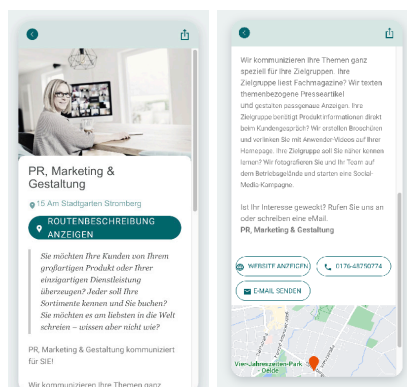 PR, Marketing &
Gestaltung
15 Am Stadtgarten Stromberg
ROUTENBESCHREIBUNG
ANZEIGEN
Sie möchten Ihre Kunden von Ihrem
großartigen Produkt oder Ihrer
einzigartigen Dienstleistung
überzeugen? Jeder soll Ihre
Sortimente kennen und Sie buchen?
Sie möchten es am liebsten in die Welt
schreien – wissen aber nicht wie?
PR, Marketing & Gestaltung kommuniziert
für SIE!
Wir kommunizieren Ihre Themen ganz
Wir kommunizieren Ihre Themen ganz
speziell für Ihre Zielgruppen. Ihre
Zielgruppe liest Fachmagazine? Wir texten
themenbezogene Presseartikel
und gestalten passgenaue Anzeigen. Ihre
Zielgruppe benötigt Produktinformationen direkt
beim Kundengespräch? Wir erstellen Broschüren
und verlinken Sie mit Anwender-Videos auf Ihrer
Homepage. Ihre Zielgruppe soll Sie näher kennen
lernen? Wir fotografieren Sie und Ihr Team auf
dem Betriebsgelände und starten eine Social-
Media-Kampagne.
Ist Ihr Interesse geweckt? Rufen Sie uns an
oder schreiben eine eMail.
PR, Marketing & Gestaltung
WEBSITE ANZEIGEN
0176-48750774
E-MAIL SENDEN
Vier-Jahreszeiten-Park
- Oelde